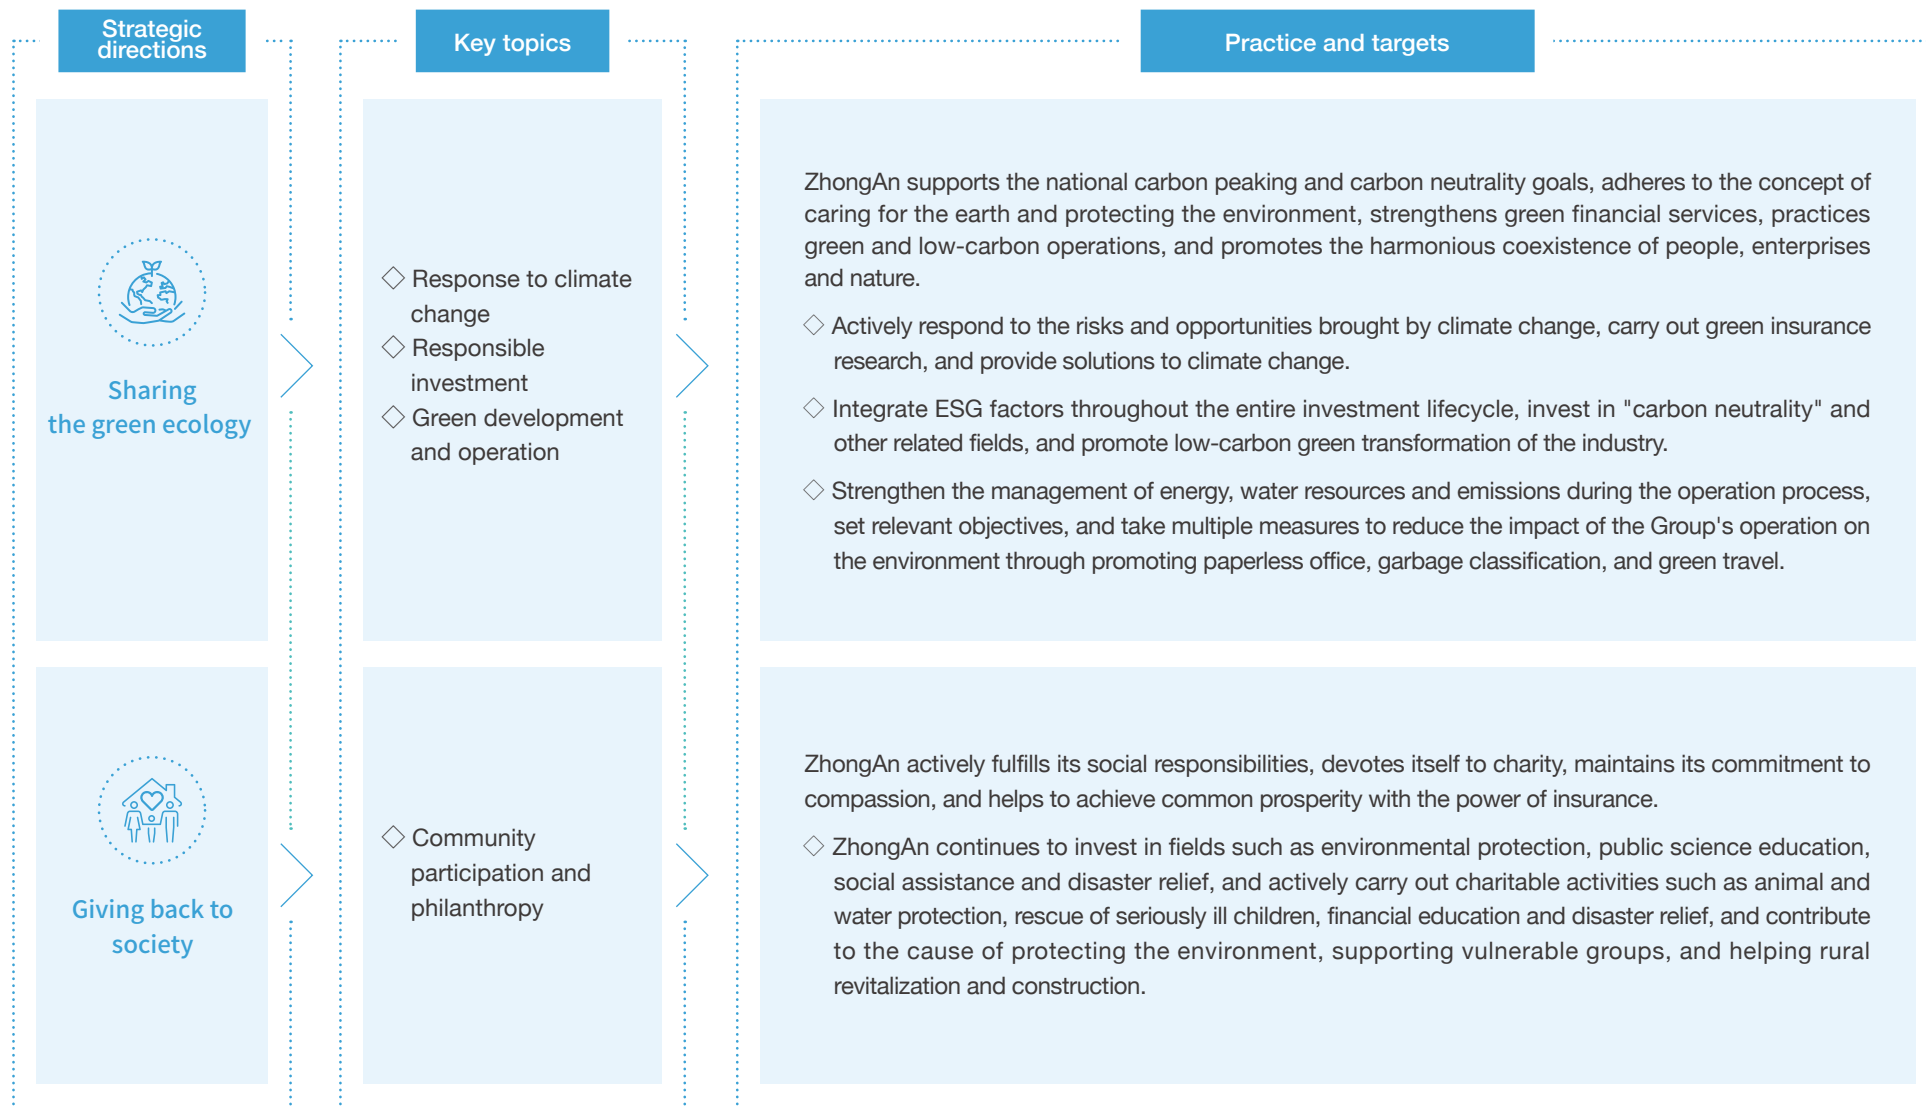 Strategic
directions
Key topics
Practice and targets
Sharing
the green ecology
◇ Response to climate
change
◇ Responsible
investment
◇ Green development
and operation
ZhongAn supports the national carbon peaking and carbon neutrality goals, adheres to the concept of
caring for the earth and protecting the environment, strengthens green financial services, practices
green and low-carbon operations, and promotes the harmonious coexistence of people, enterprises
and nature.
◇ Actively respond to the risks and opportunities brought by climate change, carry out green insurance
research, and provide solutions to climate change.
◇ Integrate ESG factors throughout the entire investment lifecycle, invest in "carbon neutrality" and
other related fields, and promote low-carbon green transformation of the industry.
◇ Strengthen the management of energy, water resources and emissions during the operation process,
set relevant objectives, and take multiple measures to reduce the impact of the Group's operation on
the environment through promoting paperless office, garbage classification, and green travel.
Giving back to
society
◇ Community
participation and
philanthropy
ZhongAn actively fulfills its social responsibilities, devotes itself to charity, maintains its commitment to
compassion, and helps to achieve common prosperity with the power of insurance.
◇ ZhongAn continues to invest in fields such as environmental protection, public science education,
social assistance and disaster relief, and actively carry out charitable activities such as animal and
water protection, rescue of seriously ill children, financial education and disaster relief, and contribute
to the cause of protecting the environment, supporting vulnerable groups, and helping rural
revitalization and construction.